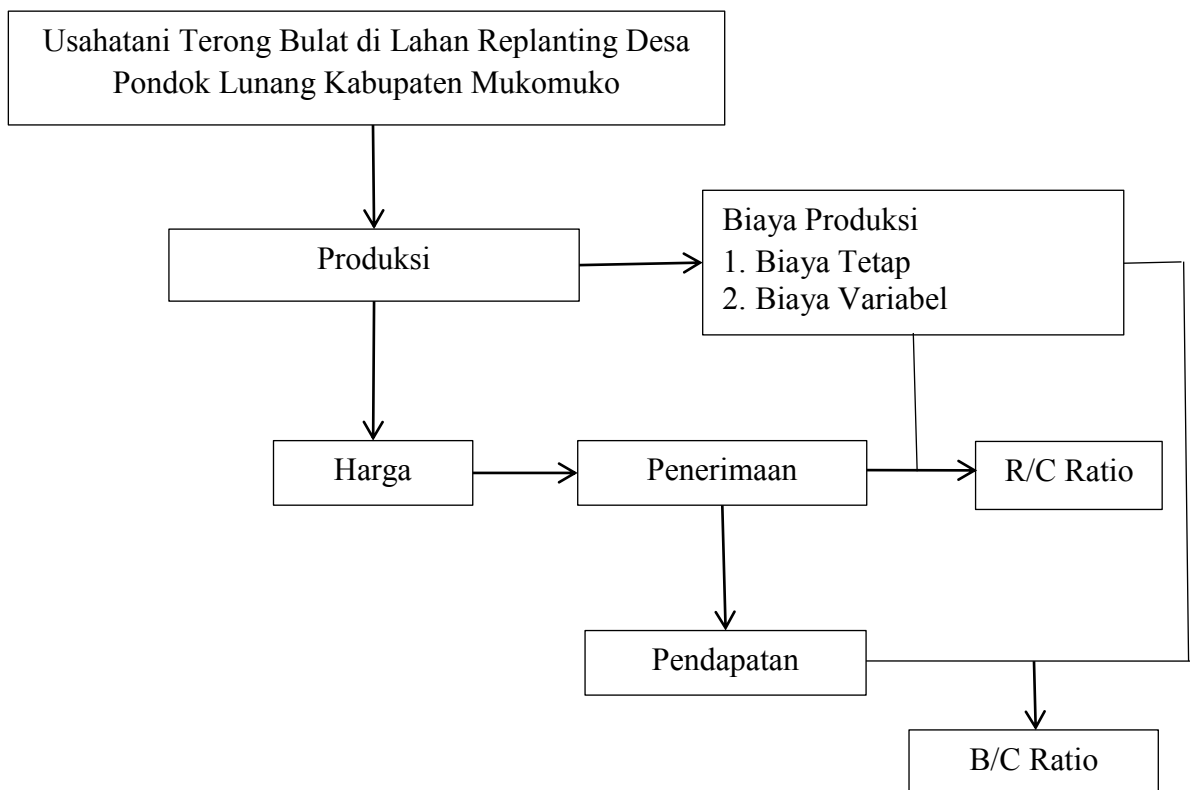 Usahatani Terong Bulat di Lahan Replanting Desa
Pondok Lunang Kabupaten Mukomuko
Biaya Produksi
1. Biaya Tetap
2. Biaya Variabel
Produksi
Harga
Penerimaan
R/C Ratio
Pendapatan
B/C Ratio